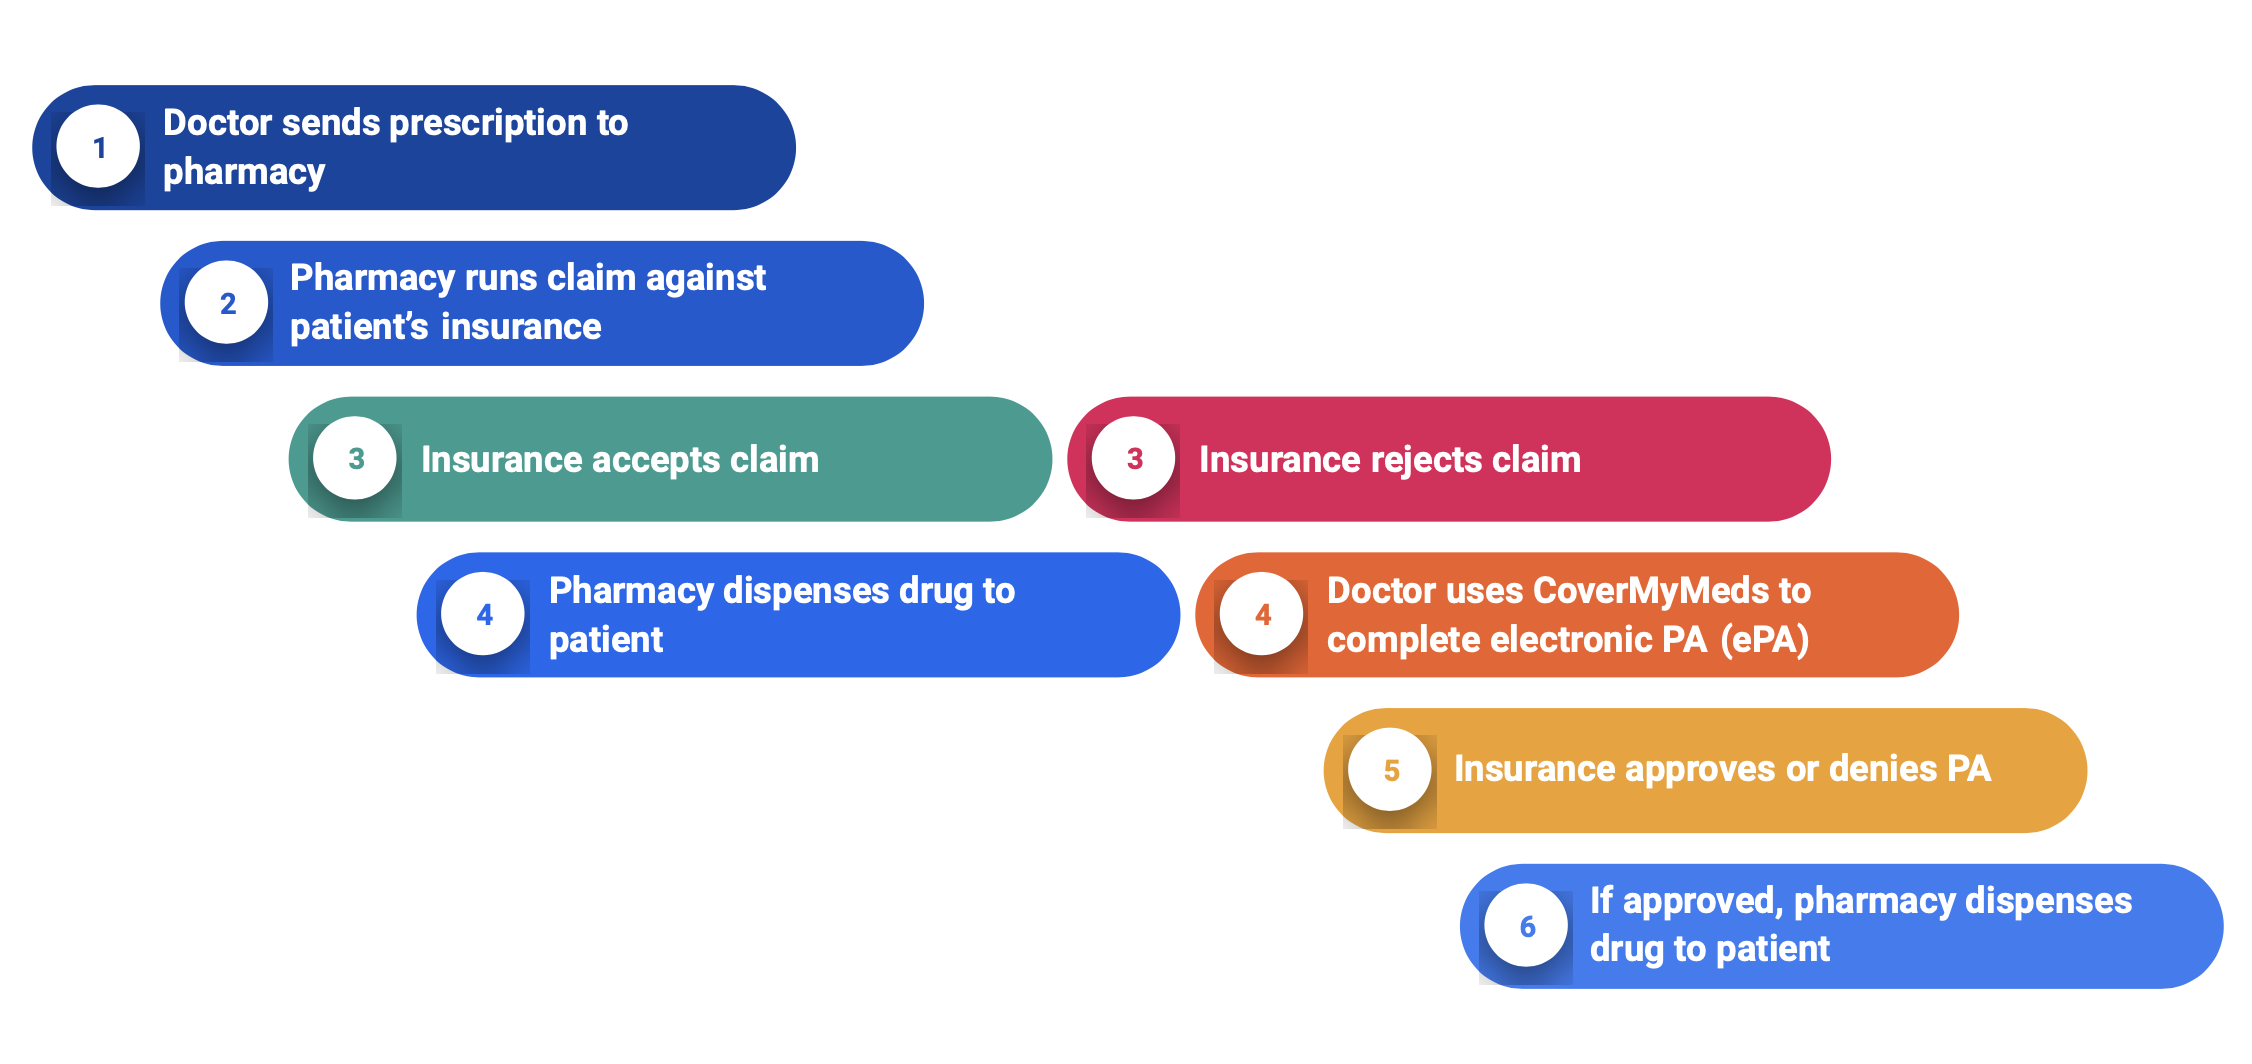 1
Doctor sends prescription to
pharmacy
2
Pharmacy runs claim against
patient’s insurance
3
Insurance accepts claim
3
Insurance rejects claim
4
Pharmacy dispenses drug to
patient
4
Doctor uses CoverMyMeds to
complete electronic PA (ePA)
5
Insurance approves or denies PA
6
If approved, pharmacy dispenses
drug to patient